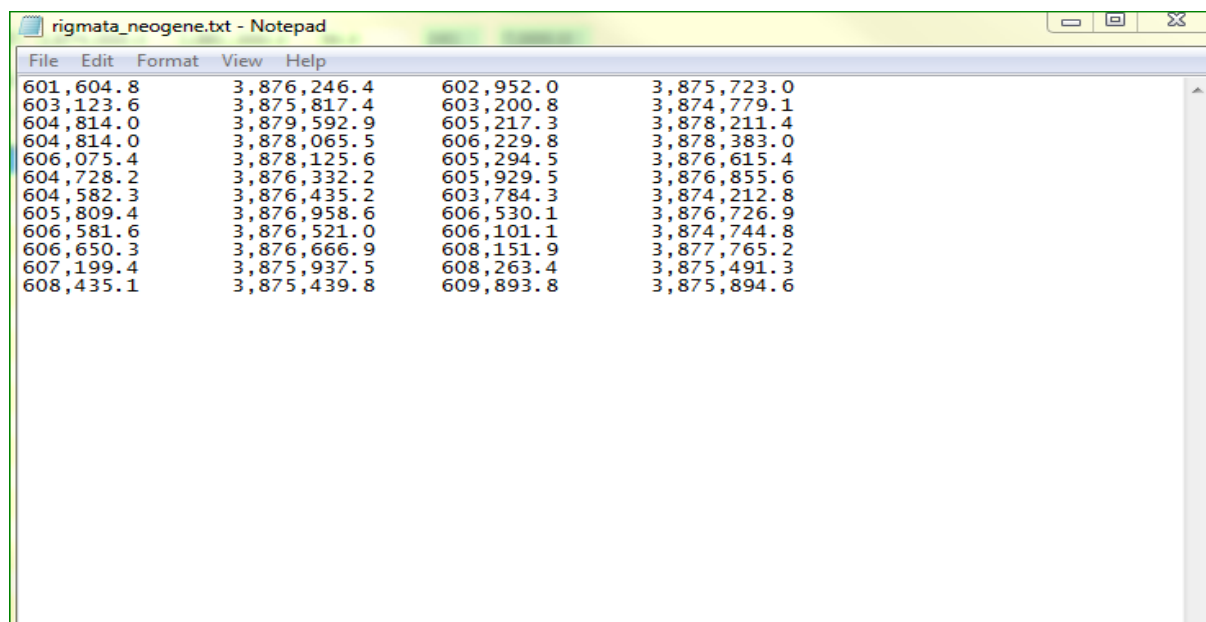 rigmata_neogene.txt - Notepad
File Edit Format View Help
601,604.8 3,876,246.4 602,952.0 3,875,723.0
603,123.6 3,875,817.4 603,200.8 3,874,779.1
604,814.0 3,879,592.9 605,217.3 3,878,211.4
604,814.0 3,878,065.5 606,229.8 3,878,383.0
606,075.4 3,878,125.6 605,294.5 3,876,615.4
604,728.2 3,876,332.2 605,929.5 3,876,855.6
604,582.3 3,876,435.2 603,784.3 3,874,212.8
605,809.4 3,876,958.6 606,530.1 3,876,726.9
606,581.6 3,876,521.0 606,101.1 3,874,744.8
606,650.3 3,876,666.9 608,151.9 3,877,765.2
607,199.4 3,875,937.5 608,263.4 3,875,491.3
608,435.1 3,875,439.8 609,893.8 3,875,894.6